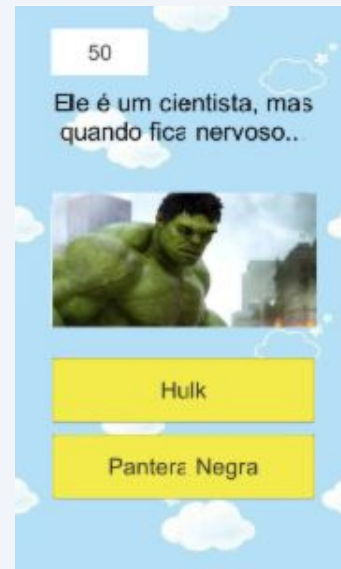 50
Ele é um cientista, mas
quando fica nervoso..
Hulk
Pantera Negra